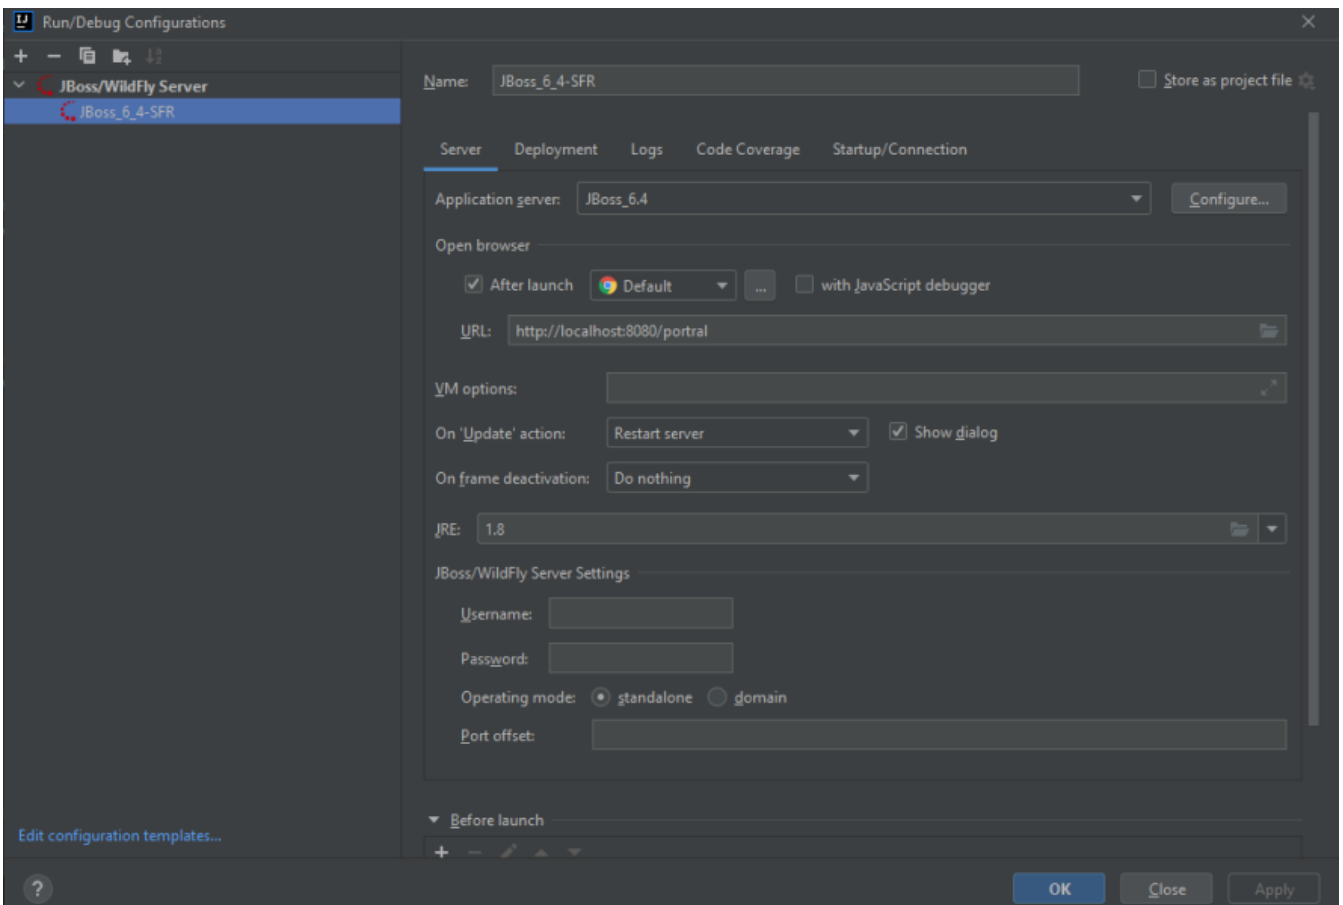 Run/Debug Configurations
JBoss/WildFly Server
JBoss_6_4-SFR
Name: JBoss_6_4-SFR
Store as project file
Server Deployment Logs Code Coverage Startup/Connection
Application server: JBoss_6.4 Configure...
Open browser
After launch Default ... with JavaScript debugger
URL: http://localhost:8080/portral
VM options:
On 'Update' action: Restart server Show dialog
On frame deactivation: Do nothing
JRE: 1.8
JBoss/WildFly Server Settings
Username:
Password:
Operating mode: standalone domain
Port offset:
Before launch
Edit configuration templates...
? OK Close Apply